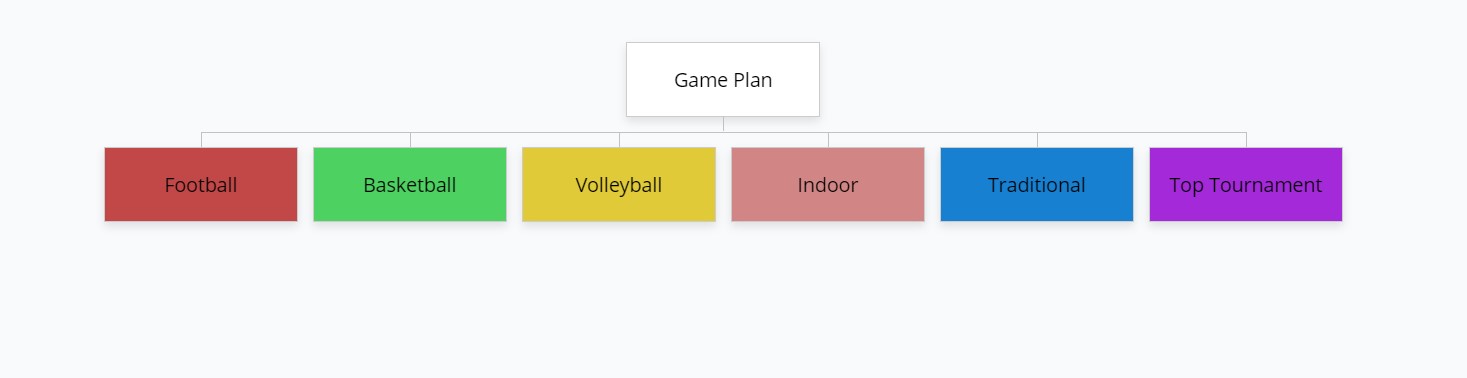 Game Plan
Football
Basketball
Volleyball
Indoor
Traditional
Top Tournament